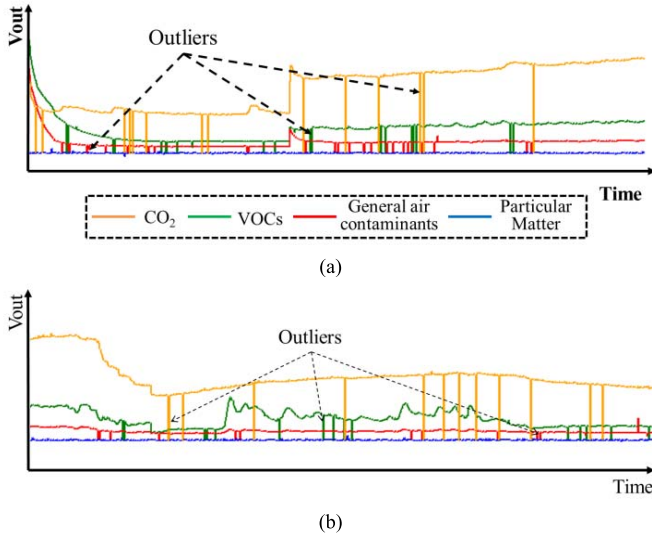 Vout
Outliers
Time
CO2
VOCs
General air
contaminants
Particular
Matter
(a)
Vout
Outliers
Time
(b)